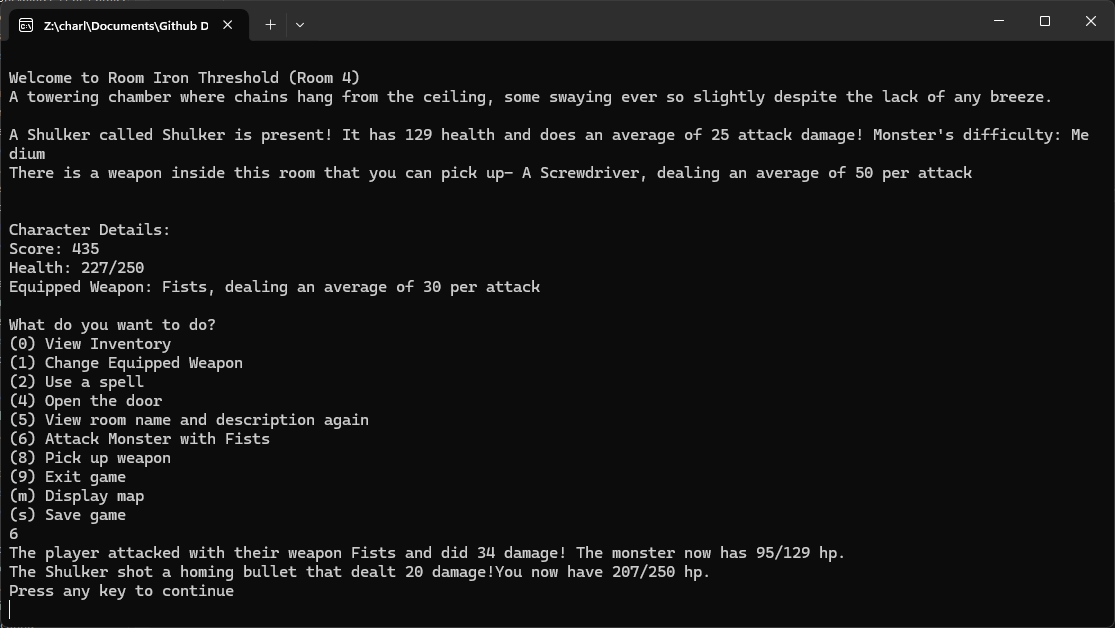 Z:\charl\Documents\Github D
Welcome to Room Iron Threshold (Room 4)
A towering chamber where chains hang from the ceiling, some swaying ever so slightly despite the lack of any breeze.
A Shulker called Shulker is present! It has 129 health and does an average of 25 attack damage! Monster's difficulty: Me
dium
There is a weapon inside this room that you can pick up- A Screwdriver, dealing an average of 50 per attack
Character Details:
Score: 435
Health: 227/250
Equipped Weapon: Fists, dealing an average of 30 per attack
What do you want to do?
(0) View Inventory
(1) Change Equipped Weapon
(2) Use a spell
(4) Open the door
(5) View room name and description again
(6) Attack Monster with Fists
(8) Pick up weapon
(9) Exit game
(m) Display map
(s) Save game
6
The player attacked with their weapon Fists and did 34 damage! The monster now has 95/129 hp.
The Shulker shot a homing bullet that dealt 20 damage!You now have 207/250 hp.
Press any key to continue